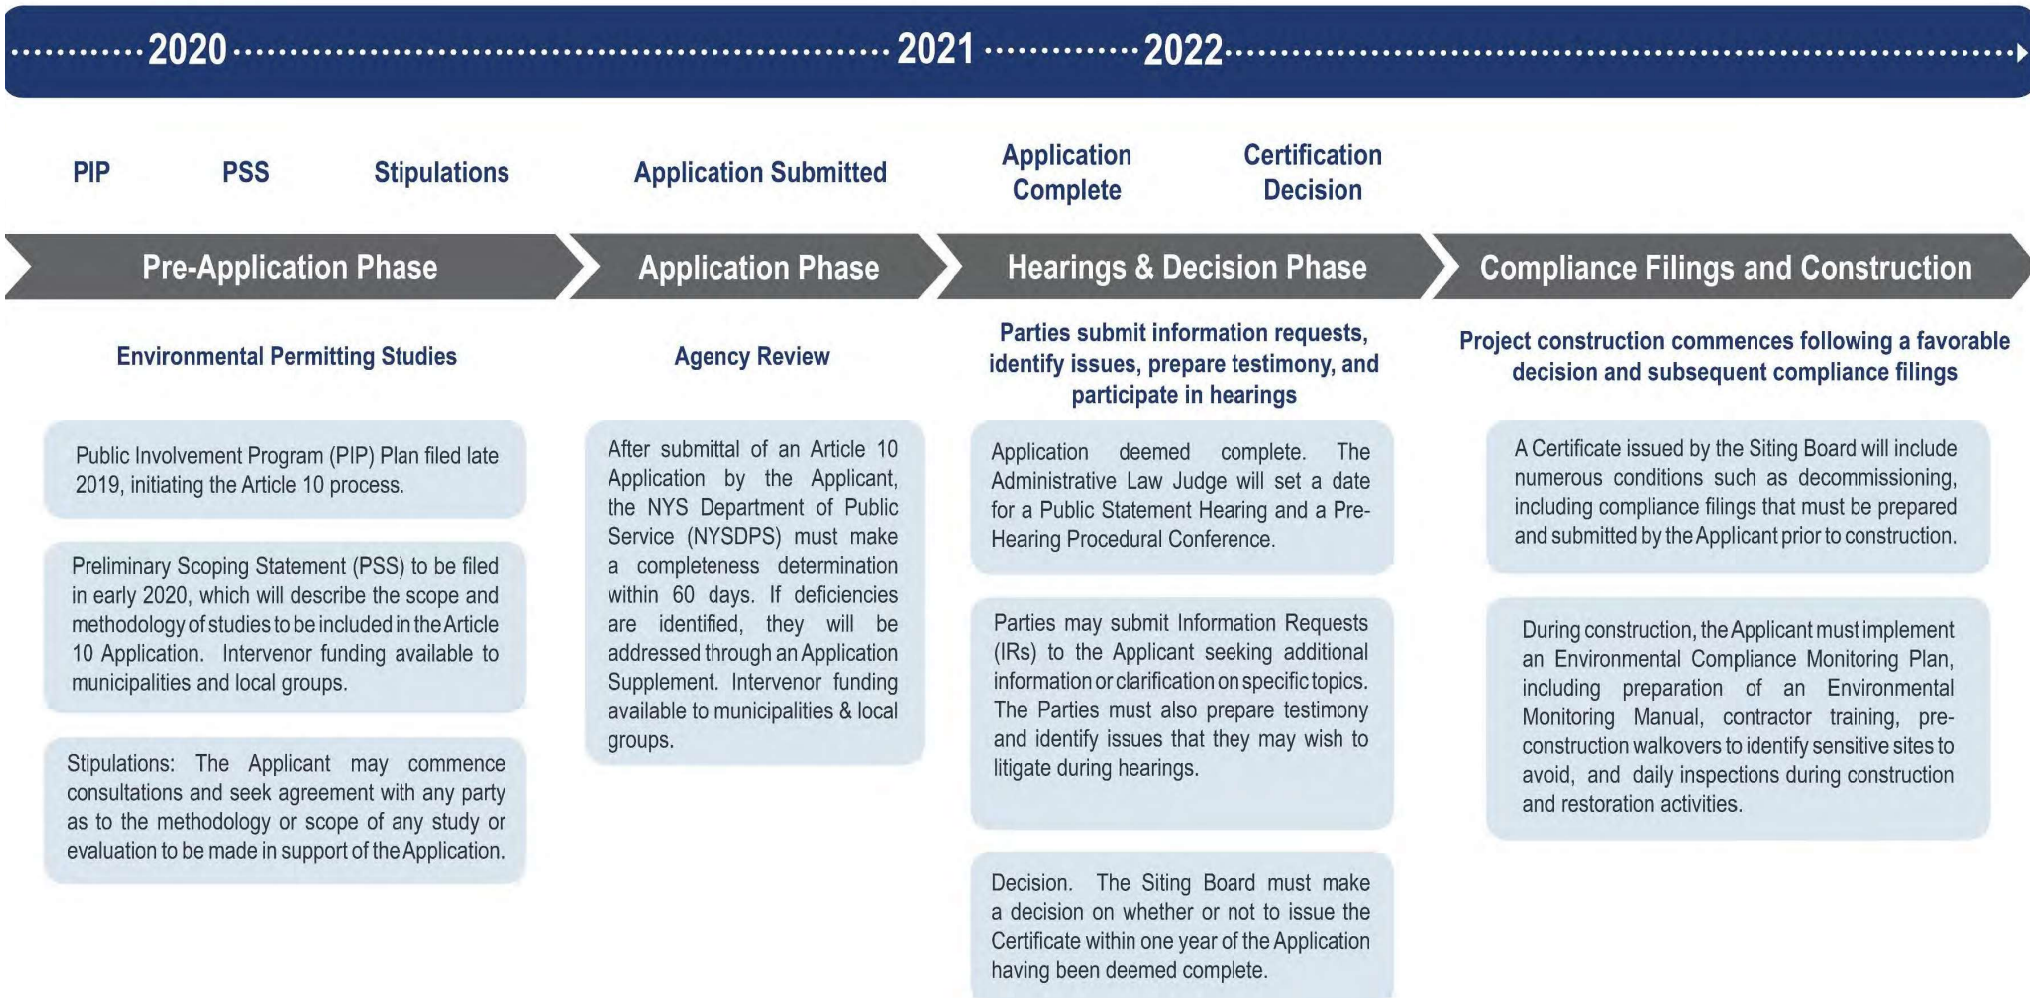 2020 2021 2022
PIP
PSS
Stipulations
Application Submitted
Application
Complete
Certification
Decision
Pre-Application Phase
Application Phase
Hearings & Decision Phase
Compliance Filings and Construction
Environmental Permitting Studies
Public Involvement Program (PIP) Plan filed late
2019, initiating the Article 10 process.
Preliminary Scoping Statement (PSS) to be filed
in early 2020, which will describe the scope and
methodology of studies to be included in the Article
10 Application. Intervenor funding available to
municipalities and local groups.
Stipulations: The Applicant may commence
consultations and seek agreement with any party
as to the methodology or scope of any study or
evaluation to be made in support of the Application.
Agency Review
After submittal of an Article 10
Application by the Applicant,
the NYS Department of Public
Service (NYSDPS) must make
a completeness determination
within 60 days. If deficiencies
are identified, they will be
addressed through an Application
Supplement. Intervenor funding
available to municipalities & local
groups.
Parties submit information requests,
identify issues, prepare testimony, and
participate in hearings
Application deemed complete. The
Administrative Law Judge will set a date
for a Public Statement Hearing and a Pre-
Hearing Procedural Conference.
Parties may submit Information Requests
(IRs) to the Applicant seeking additional
information or clarification on specific topics.
The Parties must also prepare testimony
and identify issues that they may wish to
litigate during hearings.
Decision. The Siting Board must make
a decision on whether or not to issue the
Certificate within one year of the Application
having been deemed complete.
Project construction commences following a favorable
decision and subsequent compliance filings
A Certificate issued by the Siting Board will include
numerous conditions such as decommissioning,
including compliance filings that must be prepared
and submitted by the Applicant prior to construction.
During construction, the Applicant must implement
an Environmental Compliance Monitoring Plan,
including preparation of an Environmental
Monitoring Manual, contractor training, pre-
construction walkovers to identify sensitive sites to
avoid, and daily inspections during construction
and restoration activities.